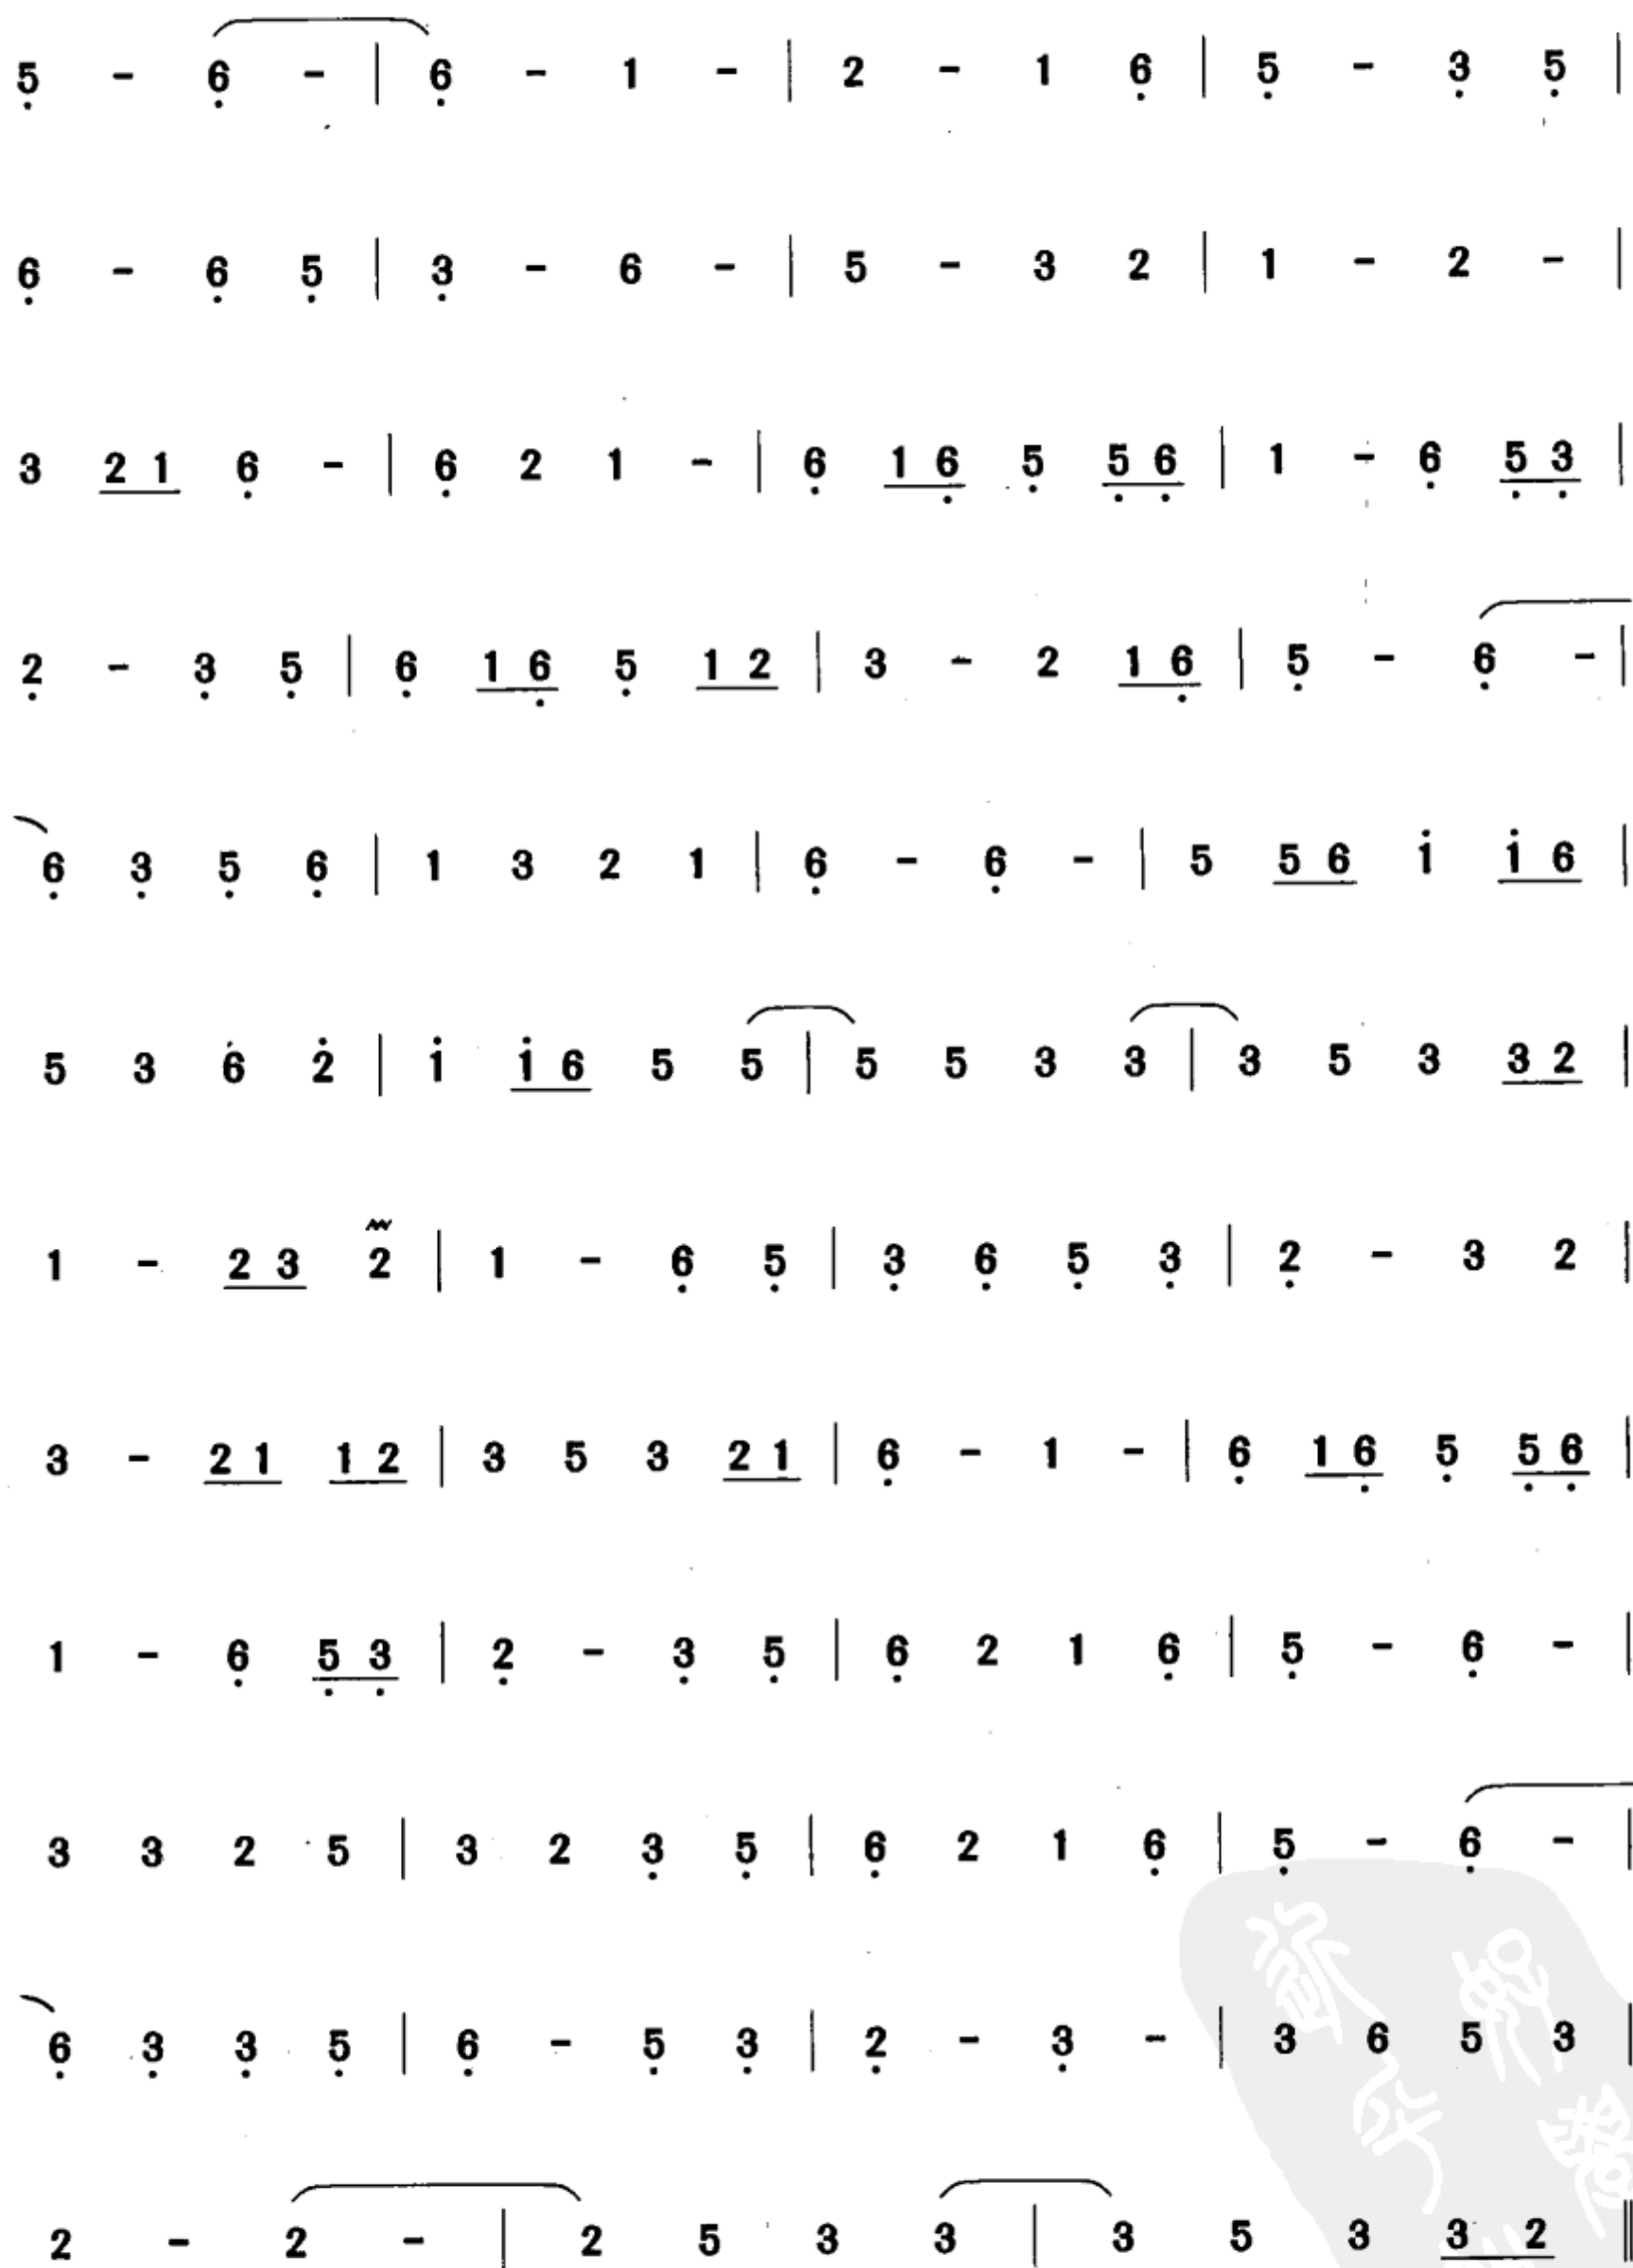 5̣ - 6̣ - | 6̣ - 1 - | 2 - 1 6̣ | 5̣ - 3̣ 5̣ |
6̣ - 6̣ 5̣ | 3̣ - 6 - | 5 - 3 2 | 1 - 2 - |
3 2 1 6̣ - | 6̣ 2 1 - | 6̣ 1 6̣ 5̣ 5̣ 6̣ | 1 - 6̣ 5̣ 3̣ |
2̣ - 3̣ 5̣ | 6̣ 1 6̣ 5̣ 1 2 | 3 - 2 1 6̣ | 5̣ - 6̣ - |
6̣ 3̣ 5̣ 6̣ | 1 3 2 1 | 6̣ - 6̣ - | 5 5 6 1̇ 1̇ 6 |
5 3 6 2̇ | 1̇ 1̇ 6 5 5 | 5 5 3 3 | 3 5 3 3 2 |
1 - 2 3 2 | 1 - 6̣ 5̣ | 3̣ 6̣ 5̣ 3̣ | 2̣ - 3 2 |
3 - 2 1 1 2 | 3 5 3 2 1 | 6̣ - 1 - | 6̣ 1 6̣ 5̣ 5̣ 6̣ |
1 - 6̣ 5̣ 3̣ | 2̣ - 3̣ 5̣ | 6̣ 2 1 6̣ | 5̣ - 6̣ - |
3 3 2 5 | 3 2 3̣ 5̣ | 6̣ 2 1 6̣ | 5̣ - 6̣ - |
6̣ 3̣ 3̣ 5̣ | 6̣ - 5̣ 3̣ | 2̣ - 3̣ - | 3 6 5 3 |
2 - 2 - | 2 5 3 3 | 3 5 3 3 2 ‖